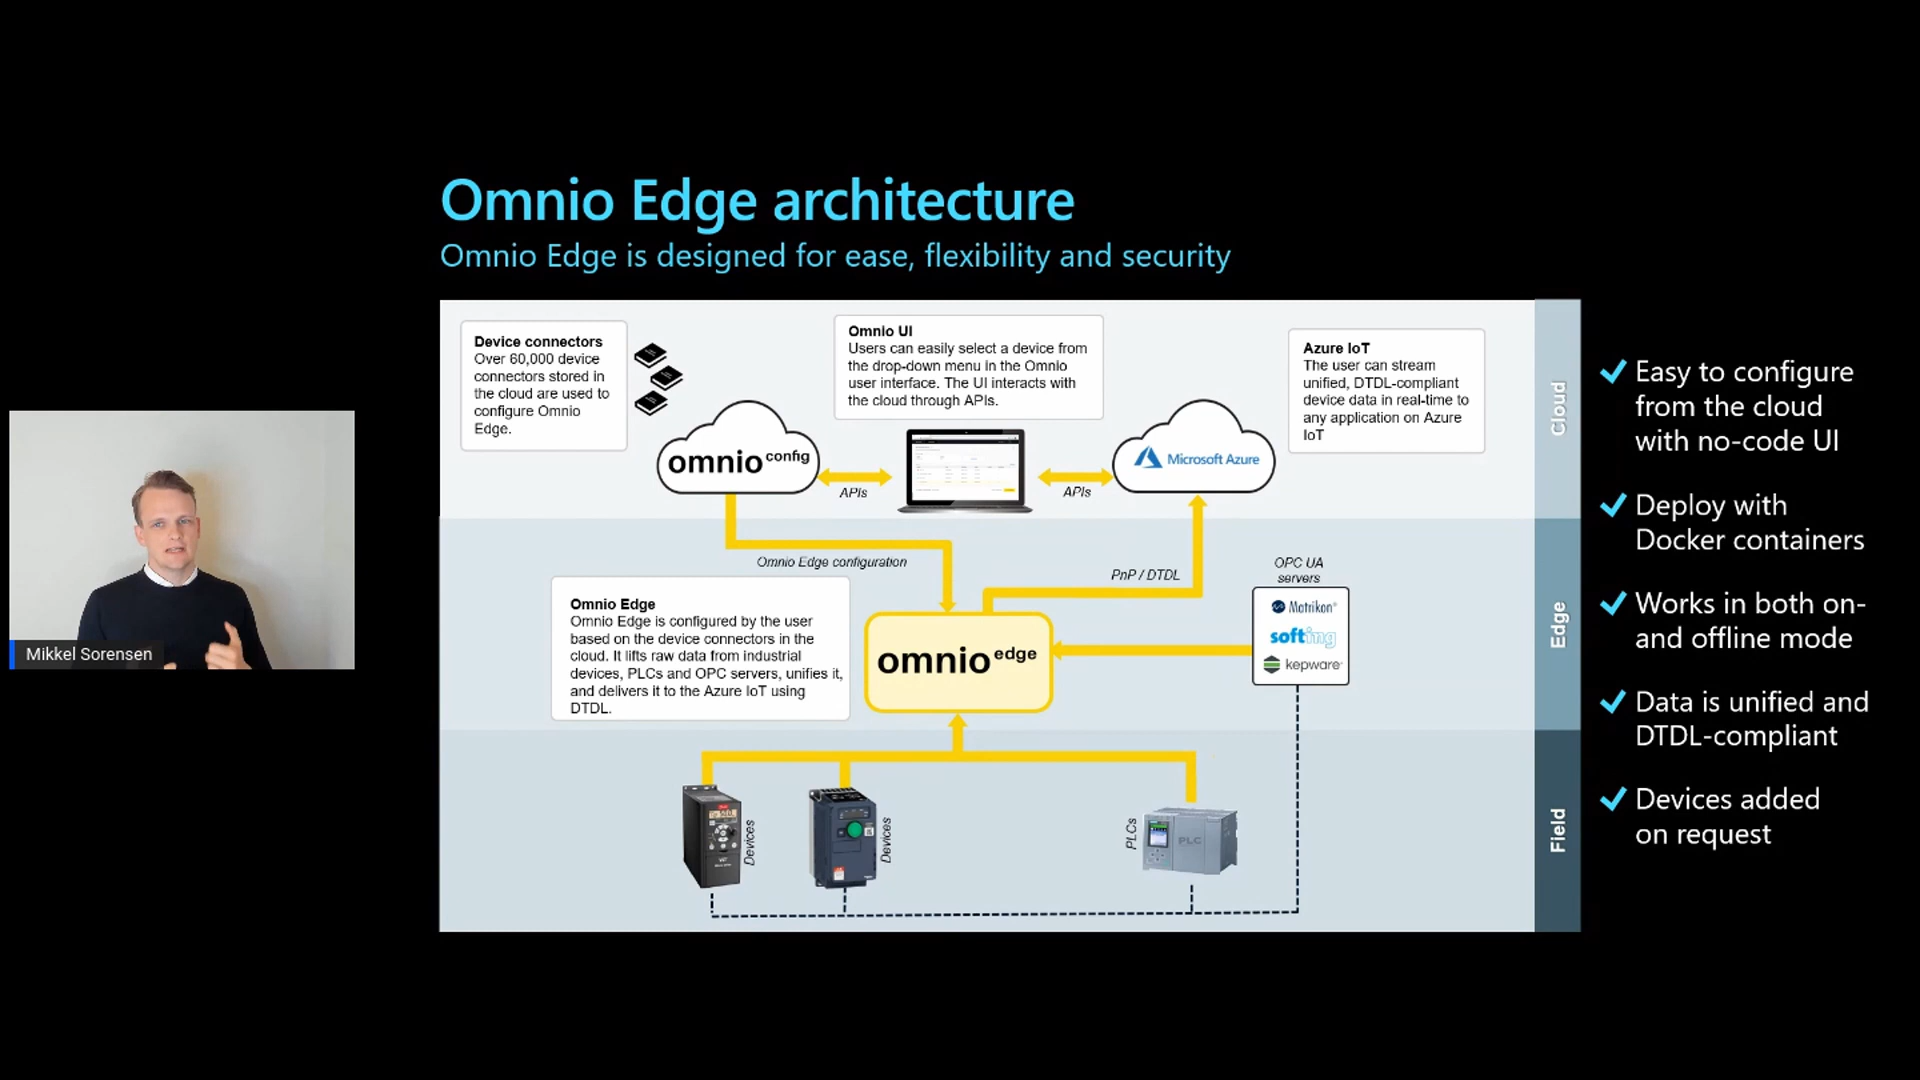 Omnio Edge architecture
Omnio Edge is designed for ease, flexibility and security
Device connectors
Over 60,000 device
connectors stored in
the cloud are used to
configure Omnio
Edge.
Omnio UI
Users can easily select a device from
the drop-down menu in the Omnio
user interface. The UI interacts with
the cloud through APIs.
Azure IoT
The user can stream
unified, DTDL-compliant
device data in real-time to
any application on Azure
IoT
Cloud
omnio config
APIs
APIs
Microsoft Azure
Omnio Edge configuration
PnP / DTDL
OPC UA
servers
Matrikon
softing
kepware
Omnio Edge
Omnio Edge is configured by the user
based on the device connectors in the
cloud. It lifts raw data from industrial
devices, PLCs and OPC servers, unifies it,
and delivers it to the Azure IoT using
DTDL.
omnio edge
Edge
Devices
Devices
PLCs
PLC
Field
Easy to configure
from the cloud
with no-code UI
Deploy with
Docker containers
Works in both on-
and offline mode
Data is unified and
DTDL-compliant
Devices added
on request
Mikkel Sorensen